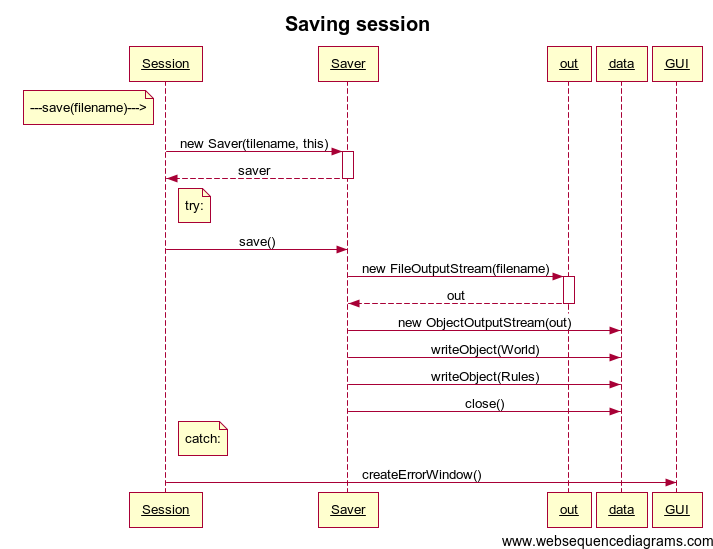 Saving session
Session Saver out data GUI
---save(filename)--->
new Saver(tilename, this)
saver
try:
save()
new FileOutputStream(filename)
out
new ObjectOutputStream(out)
writeObject(World)
writeObject(Rules)
close()
catch:
createErrorWindow()
Session Saver out data GUI
www.websequencediagrams.com